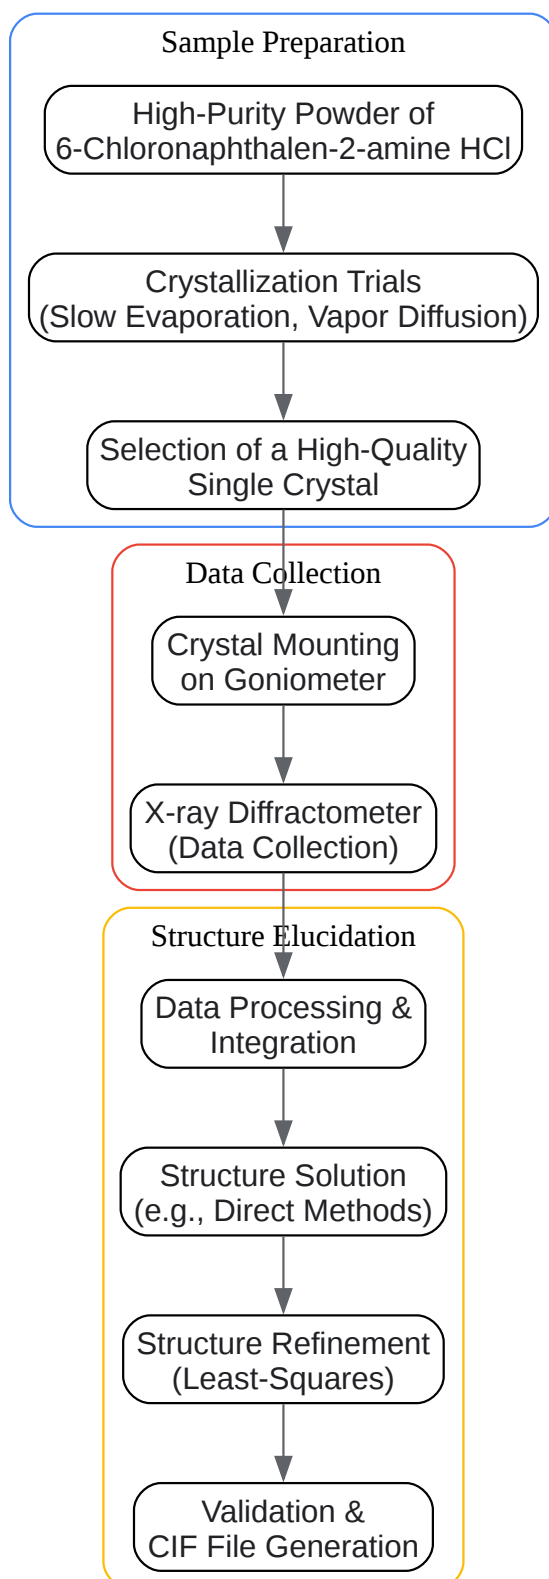 Sample Preparation
High-Purity Powder of
6-Chloronaphthalen-2-amine HCl
Crystallization Trials
(Slow Evaporation, Vapor Diffusion)
Selection of a High-Quality
Single Crystal
Data Collection
Crystal Mounting
on Goniometer
X-ray Diffractometer
(Data Collection)
Structure Elucidation
Data Processing &
Integration
Structure Solution
(e.g., Direct Methods)
Structure Refinement
(Least-Squares)
Validation &
CIF File Generation